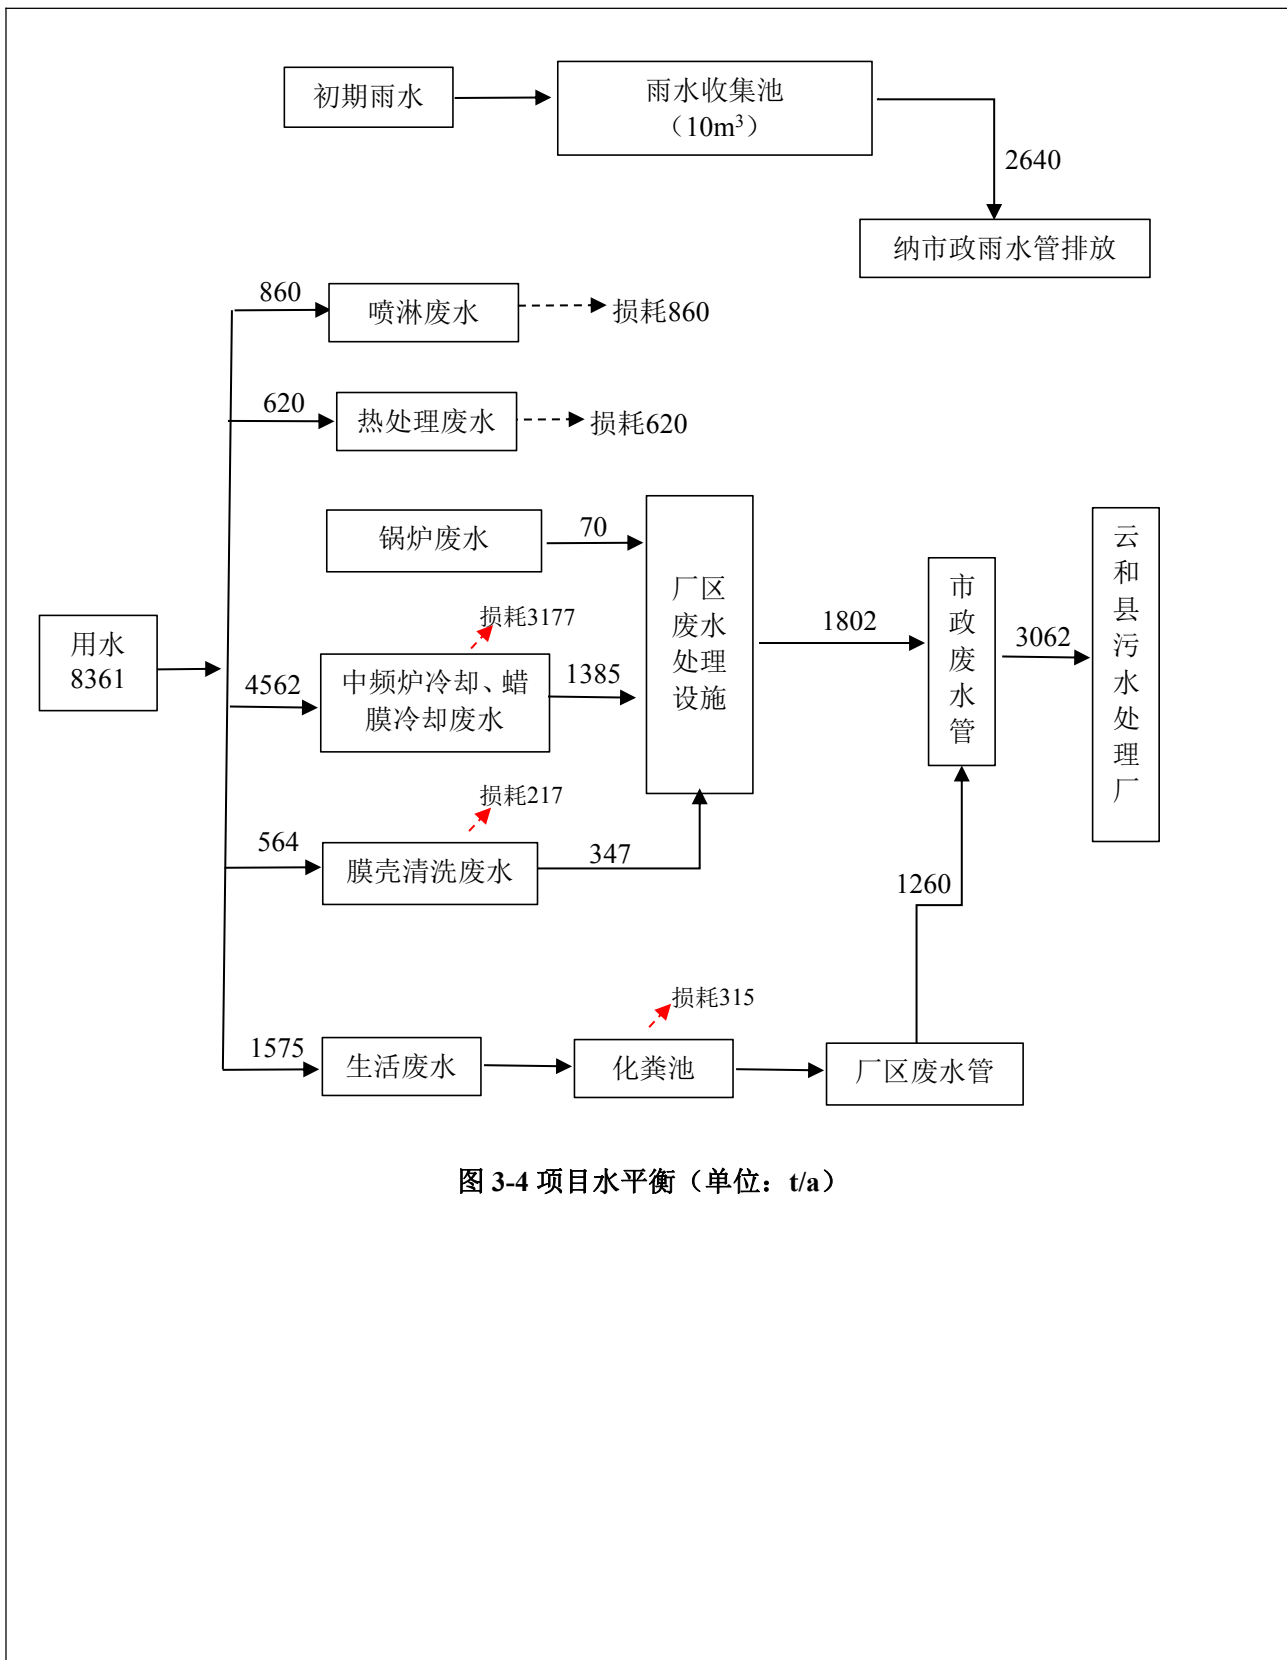 初期雨水
雨水收集池
（10m³）
2640
纳市政雨水管排放
860
喷淋废水
损耗860
620
热处理废水
损耗620
锅炉废水
70
厂区
废水
处理
设施
1802
市
政
废
水
管
3062
云
和
县
污
水
处
理
厂
用水
8361
损耗3177
4562
中频炉冷却、蜡
膜冷却废水
1385
损耗217
564
膜壳清洗废水
347
1260
损耗315
1575
生活废水
化粪池
厂区废水管
图 3-4 项目水平衡（单位：t/a）